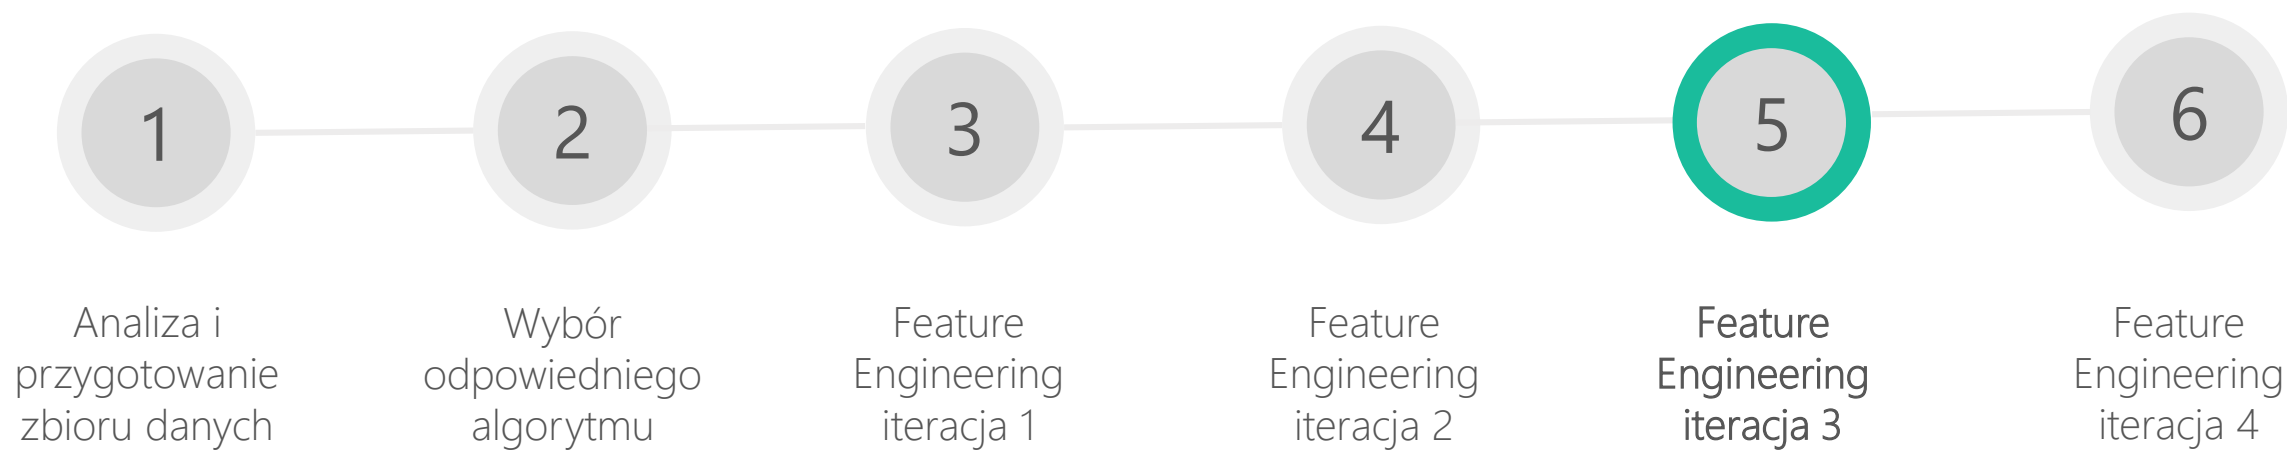 1
2
3
4
5
6
Analiza i
przygotowanie
zbioru danych
Wybór
odpowiedniego
algorytmu
Feature
Engineering
iteracja 1
Feature
Engineering
iteracja 2
Feature
Engineering
iteracja 3
Feature
Engineering
iteracja 4